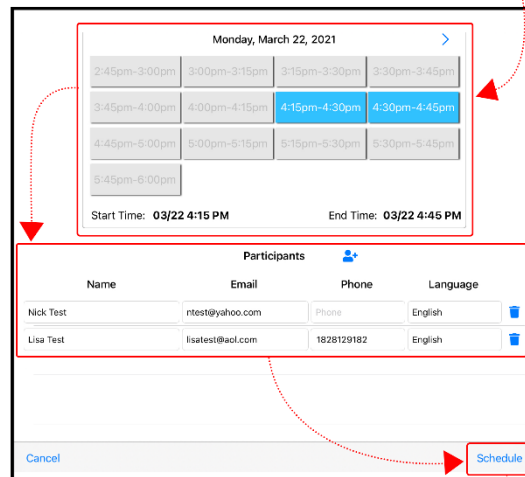 Monday, March 22, 2021
2:45pm-3:00pm 3:00pm-3:15pm 3:15pm-3:30pm 3:30pm-3:45pm
3:45pm-4:00pm 4:00pm-4:15pm 4:15pm-4:30pm 4:30pm-4:45pm
4:45pm-5:00pm 5:00pm-5:15pm 5:15pm-5:30pm 5:30pm-5:45pm
5:45pm-6:00pm
Start Time: 03/22 4:15 PM End Time: 03/22 4:45 PM
Participants
Name Email Phone Language
Nick Test ntest@yahoo.com Phone English
Lisa Test lisatest@aol.com 1828129182 English
Cancel Schedule